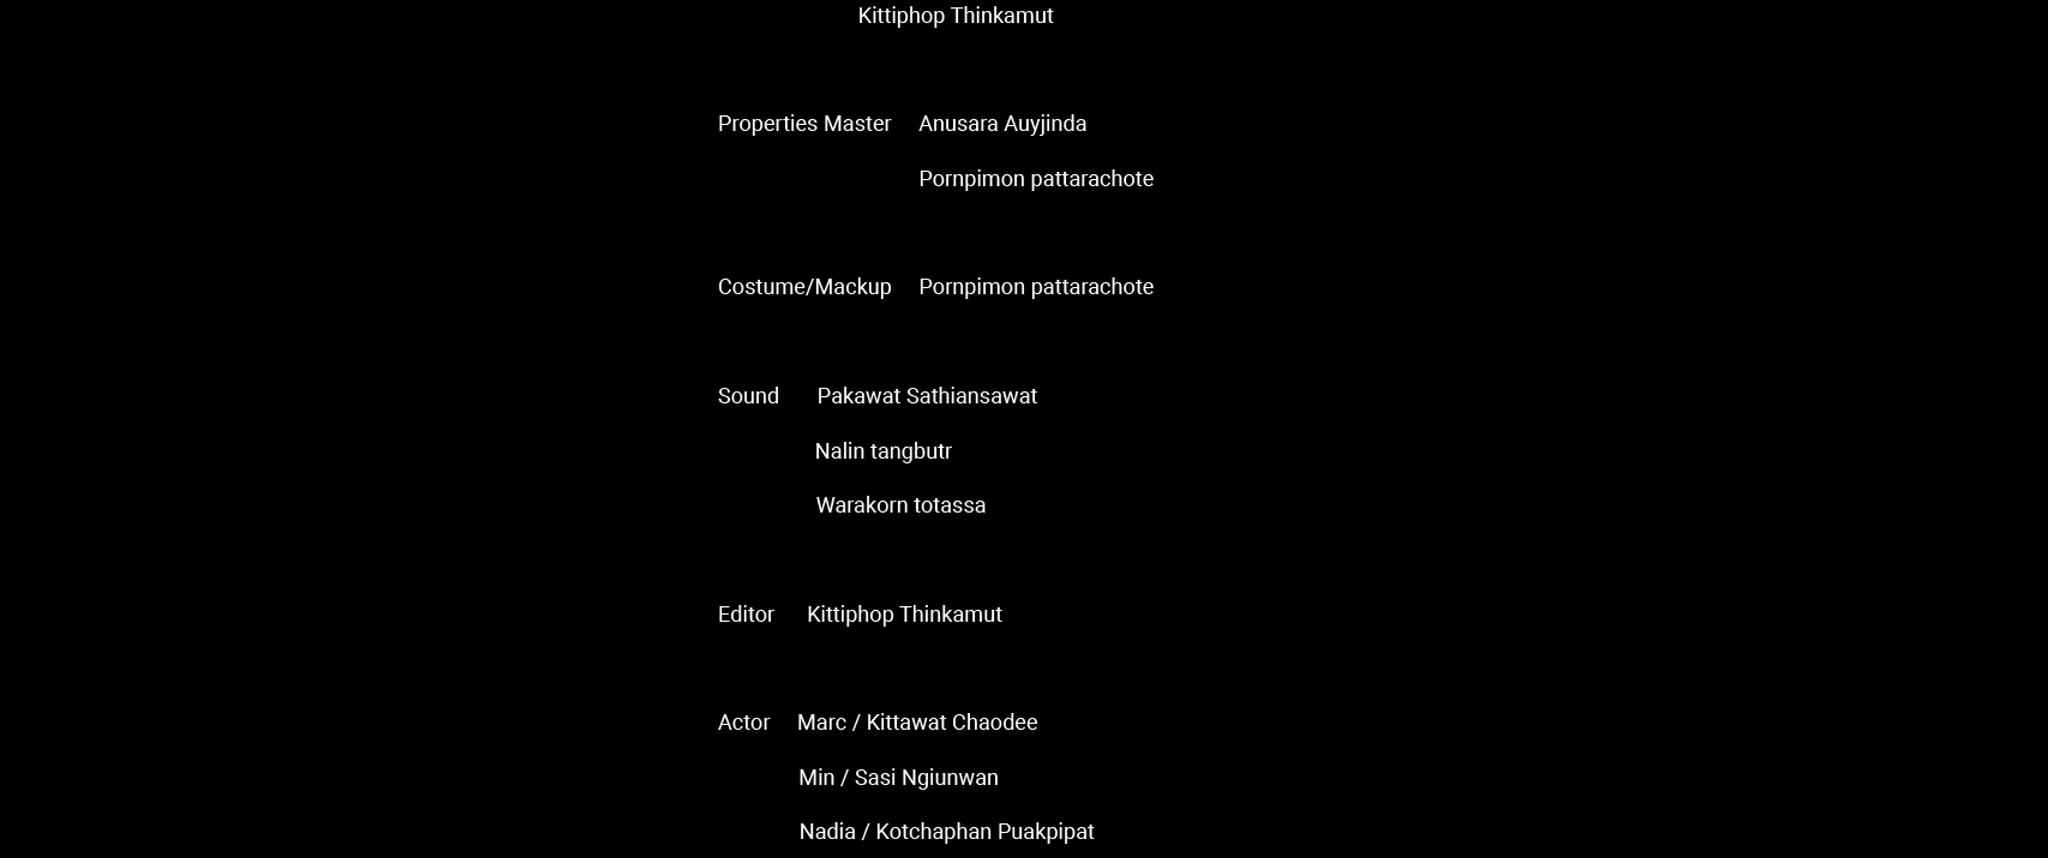 Kittiphop Thinkamut
Properties Master Anusara Auyjinda
Pornpimon pattarachote
Costume/Mackup Pornpimon pattarachote
Sound Pakawat Sathiansawat
Nalin tangbutr
Warakorn totassa
Editor Kittiphop Thinkamut
Actor Marc / Kittawat Chaodee
Min / Sasi Ngiunwan
Nadia / Kotchaphan Puakpipat